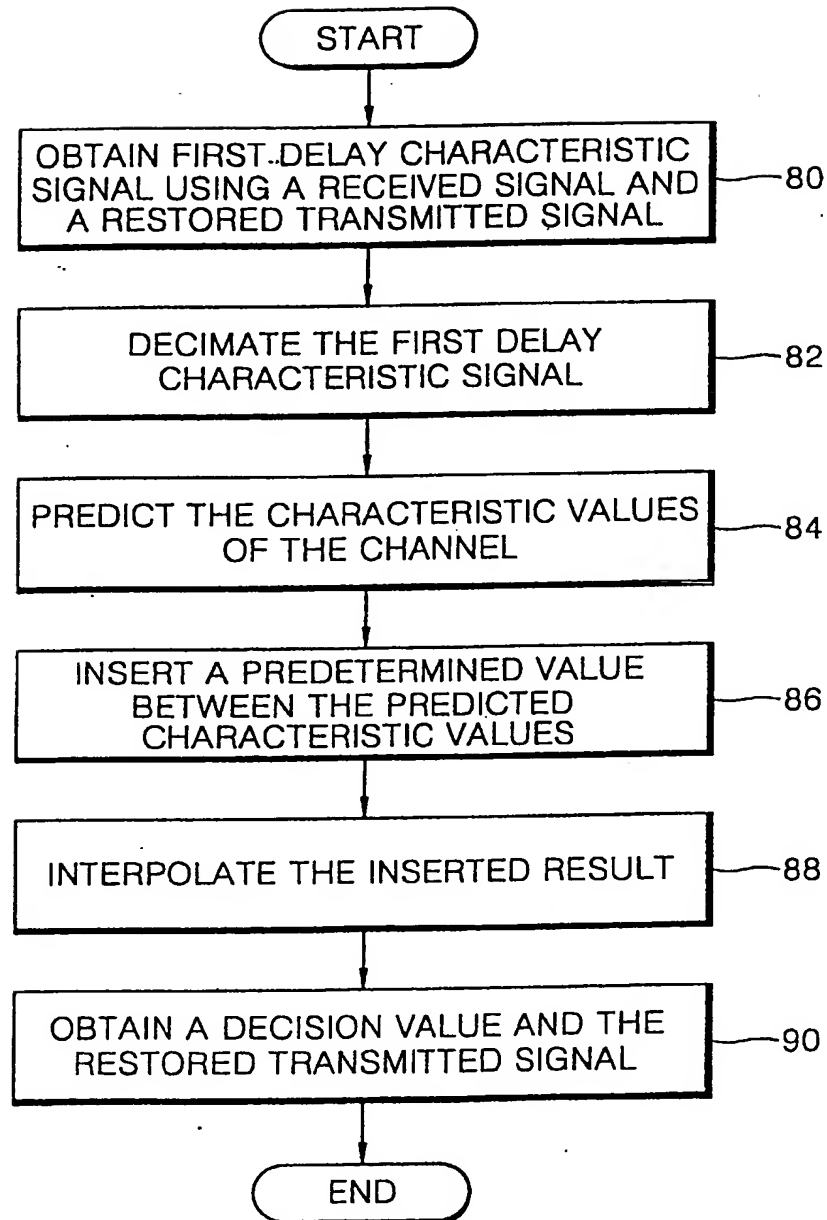 START
OBTAIN FIRST DELAY CHARACTERISTIC
SIGNAL USING A RECEIVED SIGNAL AND
A RESTORED TRANSMITTED SIGNAL
80
DECIMATE THE FIRST DELAY
CHARACTERISTIC SIGNAL
82
PREDICT THE CHARACTERISTIC VALUES
OF THE CHANNEL
84
INSERT A PREDETERMINED VALUE
BETWEEN THE PREDICTED
CHARACTERISTIC VALUES
86
INTERPOLATE THE INSERTED RESULT
88
OBTAIN A DECISION VALUE AND THE
RESTORED TRANSMITTED SIGNAL
90
END